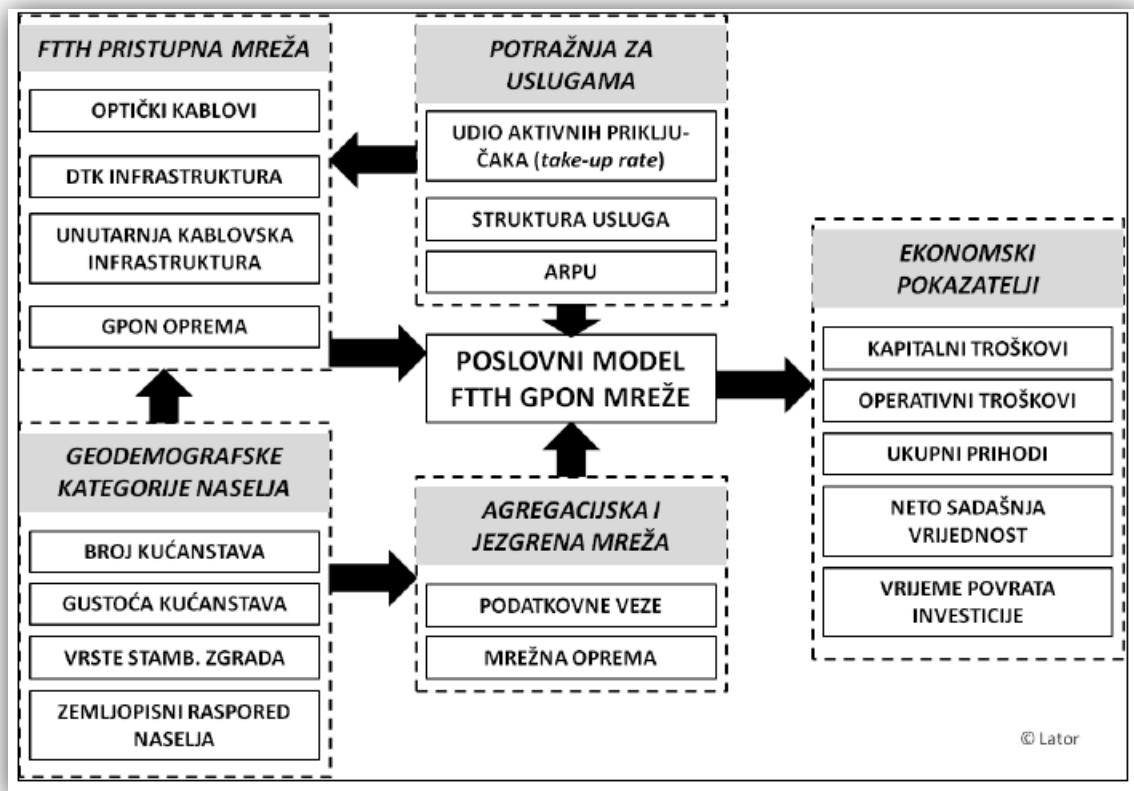 FTTH PRISTUPNA MREŽA
OPTIČKI KABLOVI
DTK INFRASTRUKTURA
UNUTARNJA KABLOVSKA
INFRASTRUKTURA
GPON OPREMA
POTRAŽNJA ZA
USLUGAMA
UDIO AKTIVNIH PRIKLJU-
ČAKA (take-up rate)
STRUKTURA USLUGA
ARPU
POSLOVNI MODEL
FTTH GPON MREŽE
GEODEMOGRAFSKE
KATEGORIJE NASELJA
BROJ KUĆANSTAVA
GUSTOĆA KUĆANSTAVA
VRSTE STAMB. ZGRADA
ZEMLJOPISNI RASPORED
NASELJA
AGREGACIJSKA I
JEZGRENA MREŽA
PODATKOVNE VEZE
MREŽNA OPREMA
EKONOMSKI
POKAZATELJI
KAPITALNI TROŠKOVI
OPERATIVNI TROŠKOVI
UKUPNI PRIHODI
NETO SADAŠNJA
VRIJEDNOST
VRIJEME POVRATA
INVESTICIJE
© Lator